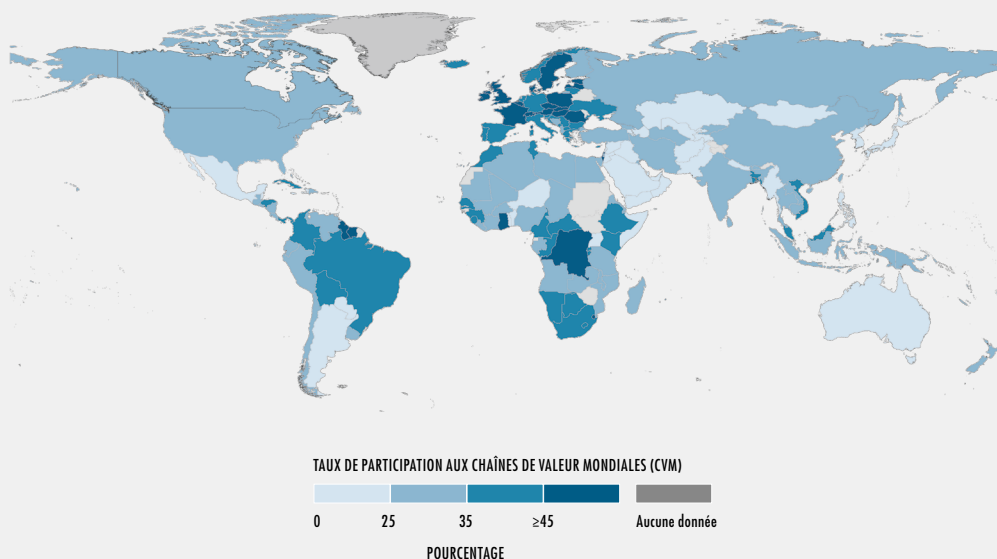 TAUX DE PARTICIPATION AUX CHAÎNES DE VALEUR MONDIALES (CVM)
0 25 35 ≥45 Aucune donnée
POURCENTAGE